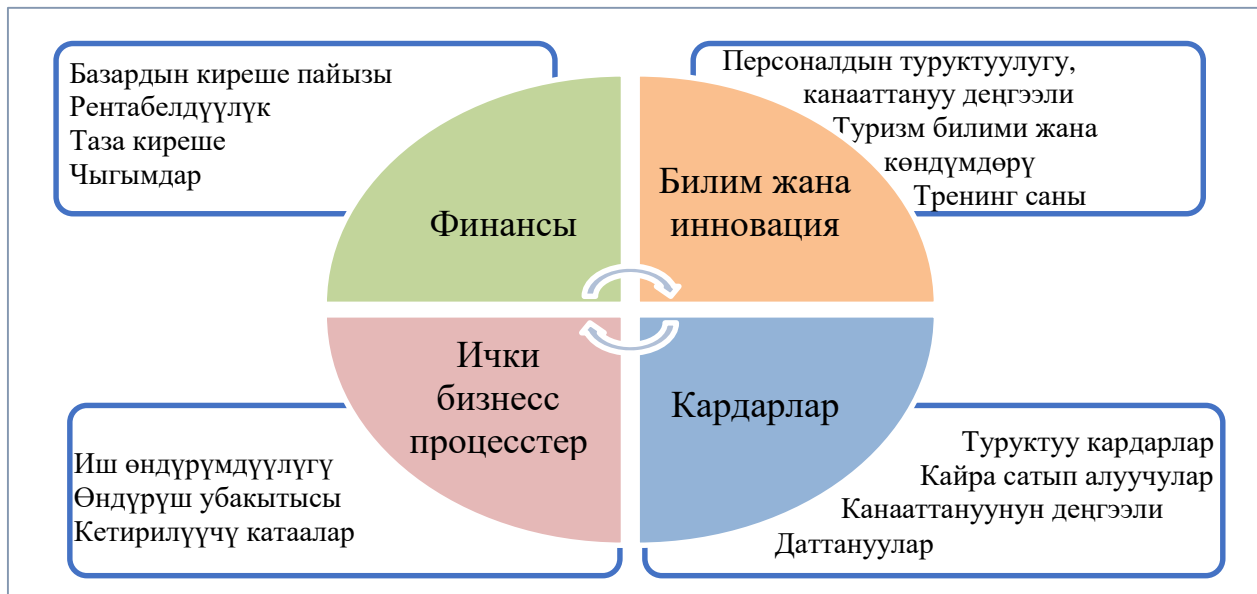 Базардын киреше пайызы
Рентабелдүүлүк
Таза киреше
Чыгымдар
Финансы
Персоналдын туруктуулугу,
канааттануу деңгээли
Туризм билими жана
көндүмдөрү
Тренинг саны
Билим жана
инновация
Ички
бизнесс
процесстер
Иш өндүрүмдүүлүгү
Өндүрүш убакытысы
Кетирилүүчү катаалар
Кардарлар
Туруктуу кардарлар
Кайра сатып алуучулар
Канааттануунун деңгээли
Даттануулар